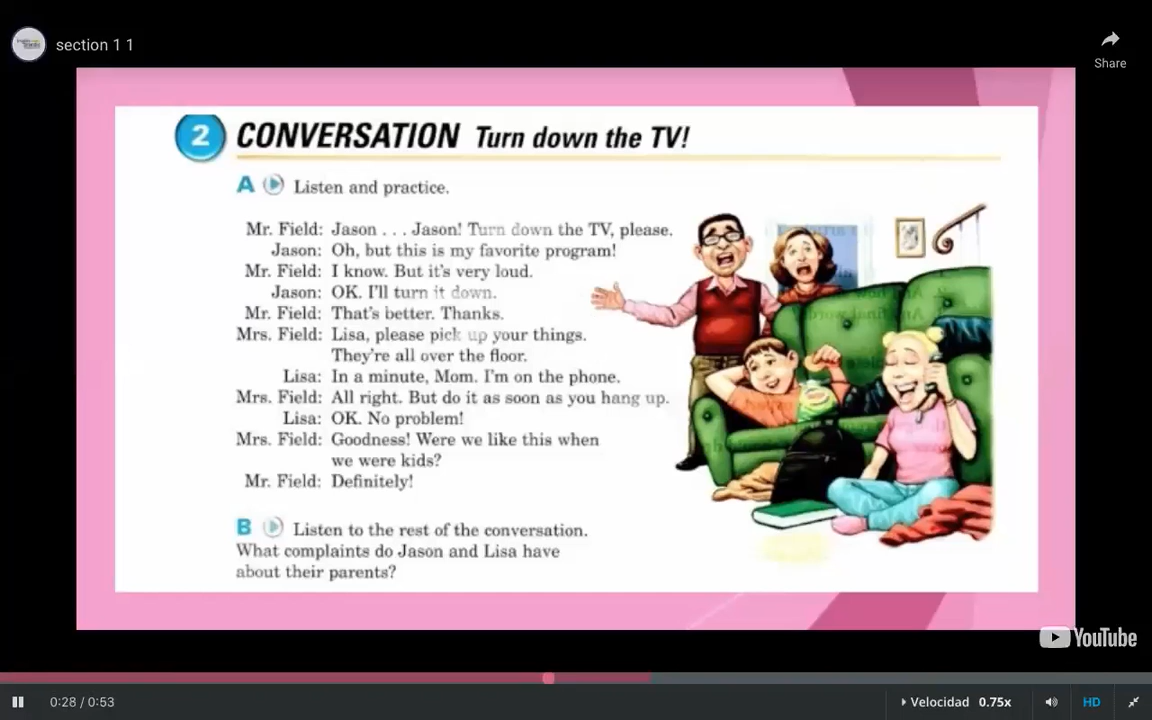 section 1 1
Share
2 CONVERSATION Turn down the TV!
A Listen and practice.
Mr. Field: Jason . . . Jason! Turn down the TV, please.
Jason: Oh, but this is my favorite program!
Mr. Field: I know. But it's very loud.
Jason: OK. I'll turn it down.
Mr. Field: That's better. Thanks.
Mrs. Field: Lisa, please pick up your things.
They're all over the floor.
Lisa: In a minute, Mom. I'm on the phone.
Mrs. Field: All right. But do it as soon as you hang up.
Lisa: OK. No problem!
Mrs. Field: Goodness! Were we like this when
we were kids?
Mr. Field: Definitely!
B Listen to the rest of the conversation.
What complaints do Jason and Lisa have
about their parents?
YouTube
0:28 / 0:53
Velocidad 0.75x
HD